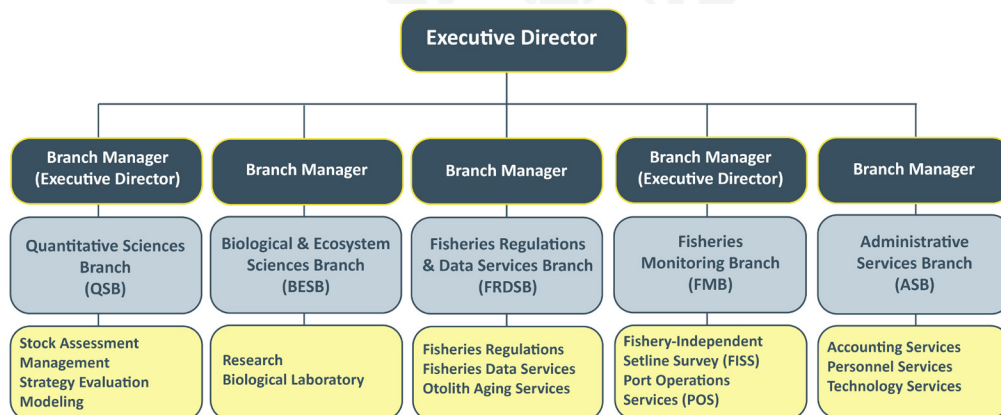 Executive Director
Branch Manager
(Executive Director)
Branch Manager
Branch Manager
Branch Manager
(Executive Director)
Branch Manager
Quantitative Sciences
Branch
(QSB)
Biological & Ecosystem
Sciences Branch
(BESB)
Fisheries Regulations
& Data Services Branch
(FRDSB)
Fisheries
Monitoring Branch
(FMB)
Administrative
Services Branch
(ASB)
Stock Assessment
Management
Strategy Evaluation
Modeling
Research
Biological Laboratory
Fisheries Regulations
Fisheries Data Services
Otolith Aging Services
Fishery-Independent
Setline Survey (FISS)
Port Operations
Services (POS)
Accounting Services
Personnel Services
Technology Services